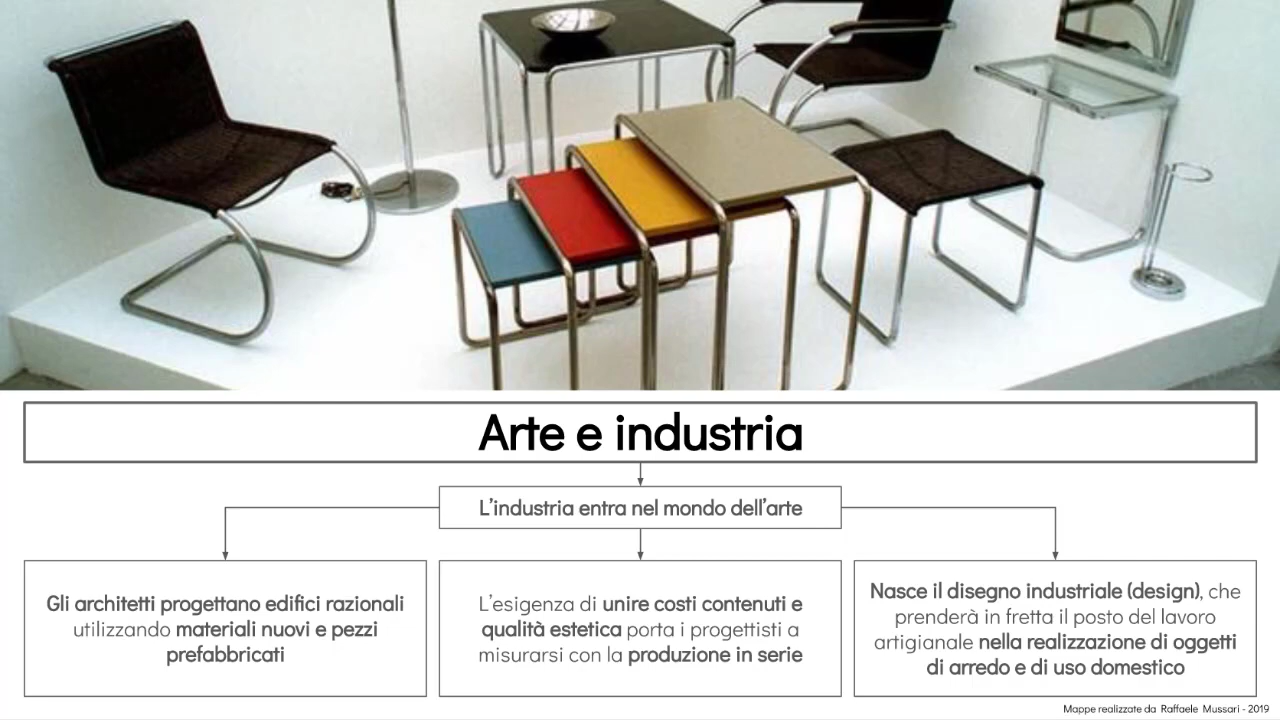 Arte e industria
L'industria entra nel mondo dell'arte
Gli architetti progettano edifici razionali
utilizzando materiali nuovi e pezzi
prefabbricati
L'esigenza di unire costi contenuti e
qualità estetica porta i progettisti a
misurarsi con la produzione in serie
Nasce il disegno industriale (design), che
prenderà in fretta il posto del lavoro
artigianale nella realizzazione di oggetti
di arredo e di uso domestico
Mappe realizzate da Raffaele Mussari - 2019